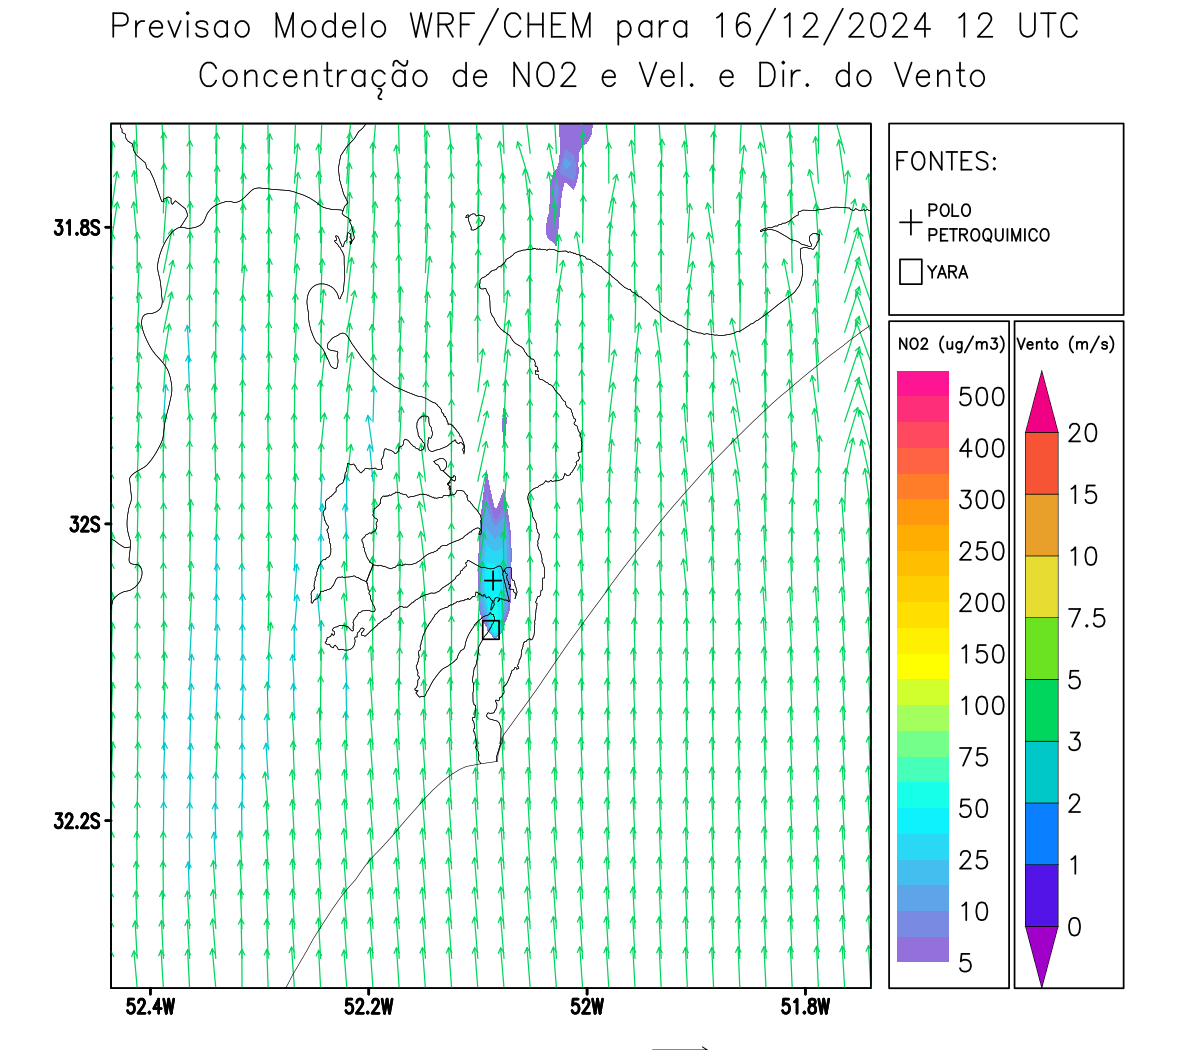 Previsao Modelo WRF/CHEM para 16/12/2024 12 UTC
Concentração de NO2 e Vel. e Dir. do Vento
FONTES:
POLO
PETROQUIMICO
YARA
NO2 (ug/m3)
500
400
300
250
200
150
100
75
50
25
10
5
Vento (m/s)
20
15
10
7.5
5
3
2
1
0
31.8S
32S
32.2S
52.4W
52.2W
52W
51.8W